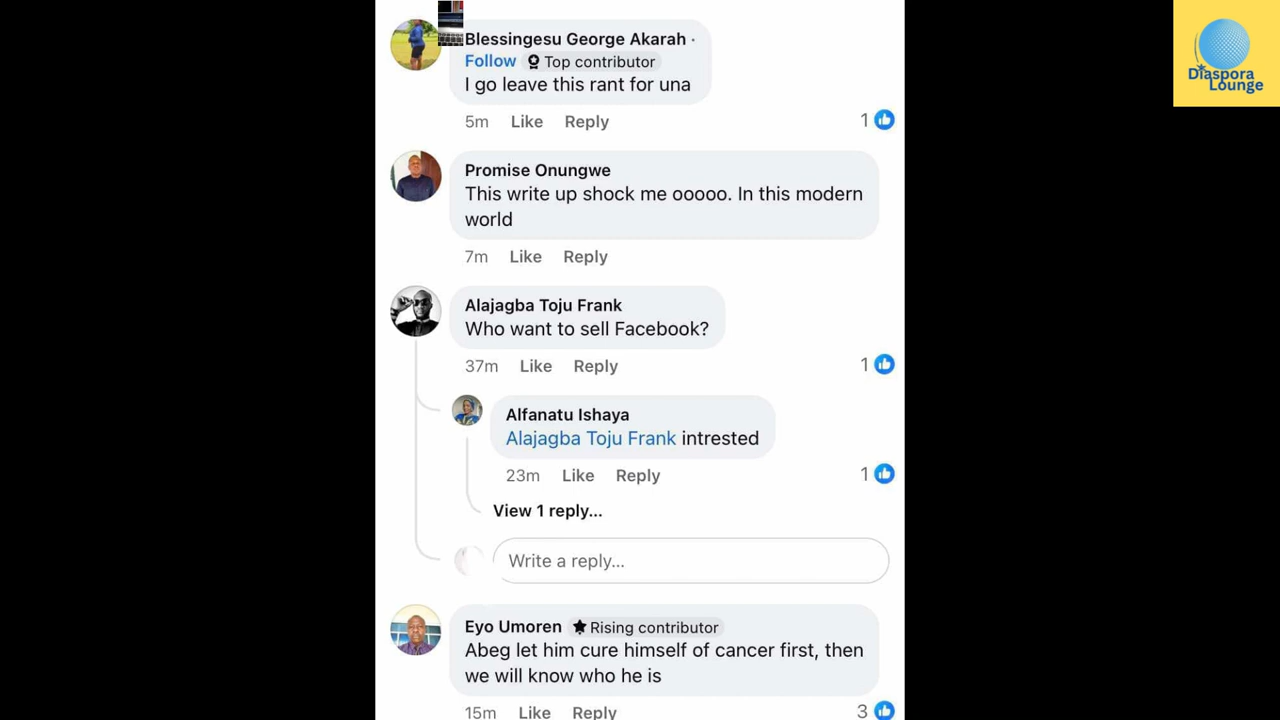 Blessingesu George Akarah ·
Follow Top contributor
I go leave this rant for una
5m Like Reply 1
Promise Onungwe
This write up shock me ooooo. In this modern
world
7m Like Reply
Alajagba Toju Frank
Who want to sell Facebook?
37m Like Reply 1
Alfanatu Ishaya
Alajagba Toju Frank intrested
23m Like Reply 1
View 1 reply...
Write a reply...
Eyo Umoren Rising contributor
Abeg let him cure himself of cancer first, then
we will know who he is
15m Like Reply 3
Diaspora
Lounge